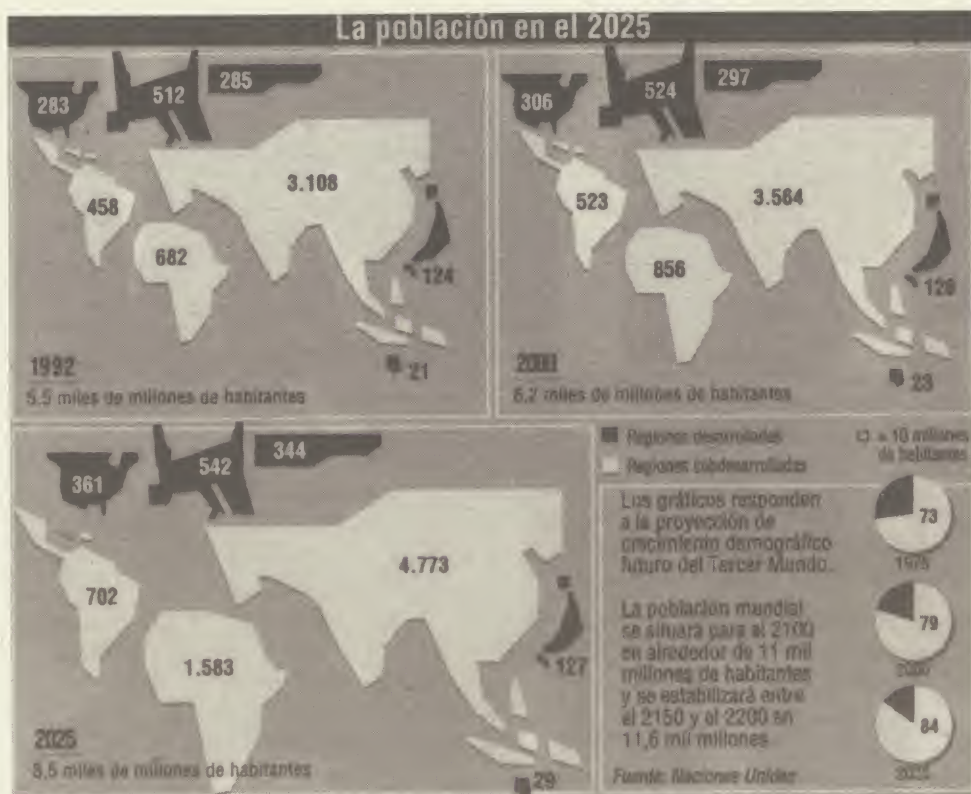 La población en el 2025
283
512
285
458
3.108
682
124
21
1992
5.5 miles de millones de habitantes
306
524
297
523
3.564
856
128
23
2000
6.2 miles de millones de habitantes
361
542
344
702
4.773
1.583
127
29
2025
8,5 miles de millones de habitantes
Regiones desarrolladas
Regiones subdesarrolladas
= 10 millones
de habitantes
Los gráficos responden
a la proyección de
crecimiento demográfico
futuro del Tercer Mundo.
La población mundial
se situará para el 2100
en alrededor de 11 mil
millones de habitantes
y se estabilizará entre
el 2150 y el 2200 en
11,6 mil millones
Fuente: Naciones Unidas
73
79
2000
84
2025